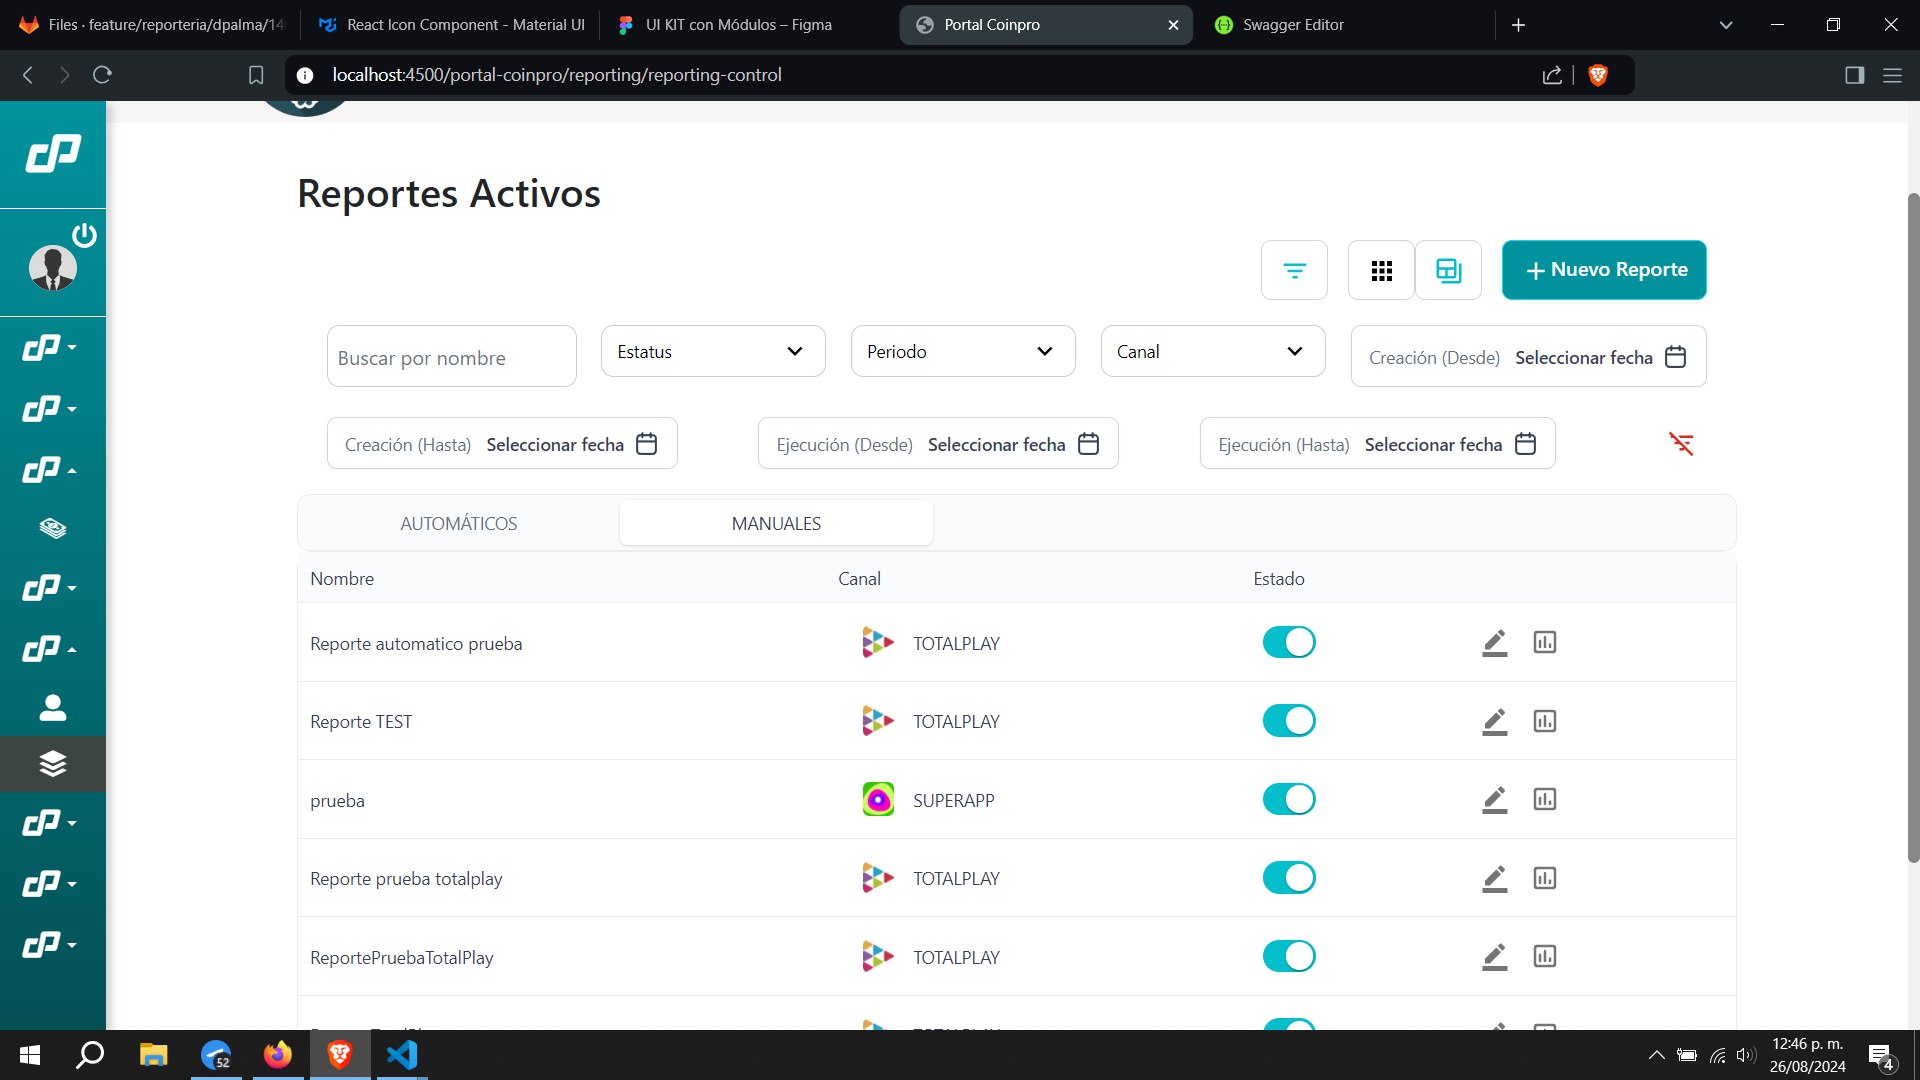 Files · feature/reporteria/dpalma/14
React Icon Component - Material UI
UI KIT con Módulos – Figma
Portal Coinpro
Swagger Editor
localhost:4500/portal-coinpro/reporting/reporting-control
Reportes Activos
Nuevo Reporte
Buscar por nombre
Estatus
Periodo
Canal
Creación (Desde) Seleccionar fecha
Creación (Hasta) Seleccionar fecha
Ejecución (Desde) Seleccionar fecha
Ejecución (Hasta) Seleccionar fecha
AUTOMÁTICOS
MANUALES
Nombre Canal Estado
Reporte automatico prueba TOTALPLAY
Reporte TEST TOTALPLAY
prueba SUPERAPP
Reporte prueba totalplay TOTALPLAY
ReportePruebaTotalPlay TOTALPLAY
52
12:46 p. m.
26/08/2024
4